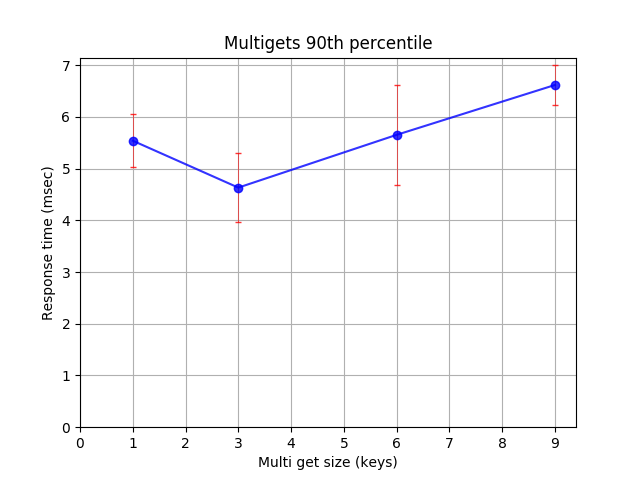 Multigets 90th percentile
Response time (msec)
7
6
5
4
3
2
1
0
0 1 2 3 4 5 6 7 8 9
Multi get size (keys)